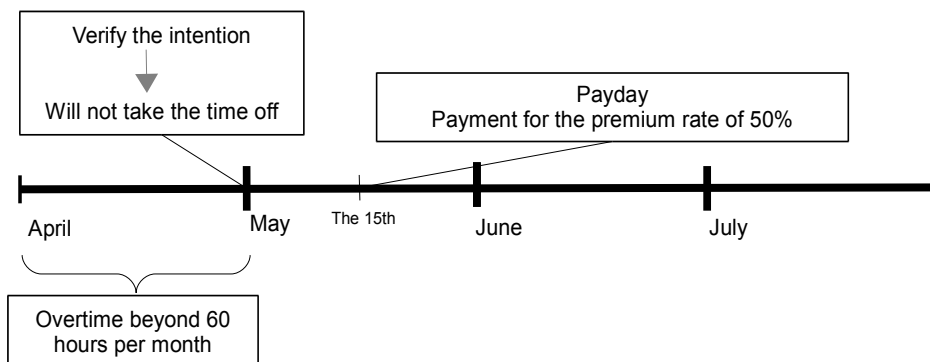 Verify the intention
Will not take the time off
Payday
Payment for the premium rate of 50%
April
May
The 15th
June
July
Overtime beyond 60
hours per month